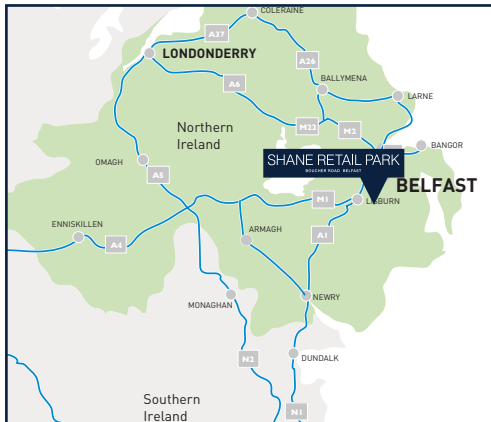 COLERAINE
A37
LONDONDERRY
A26
A6
BALLYMENA
LARNE
Northern
Ireland
M22
M2
BANGOR
OMAGH
SHANE RETAIL PARK
BOUCHER ROAD BELFAST
A5
BELFAST
M1
LISBURN
ENNISKILLEN
A4
ARMAGH
A1
MONAGHAN
NEWRY
N2
DUNDALK
Southern
Ireland
N1